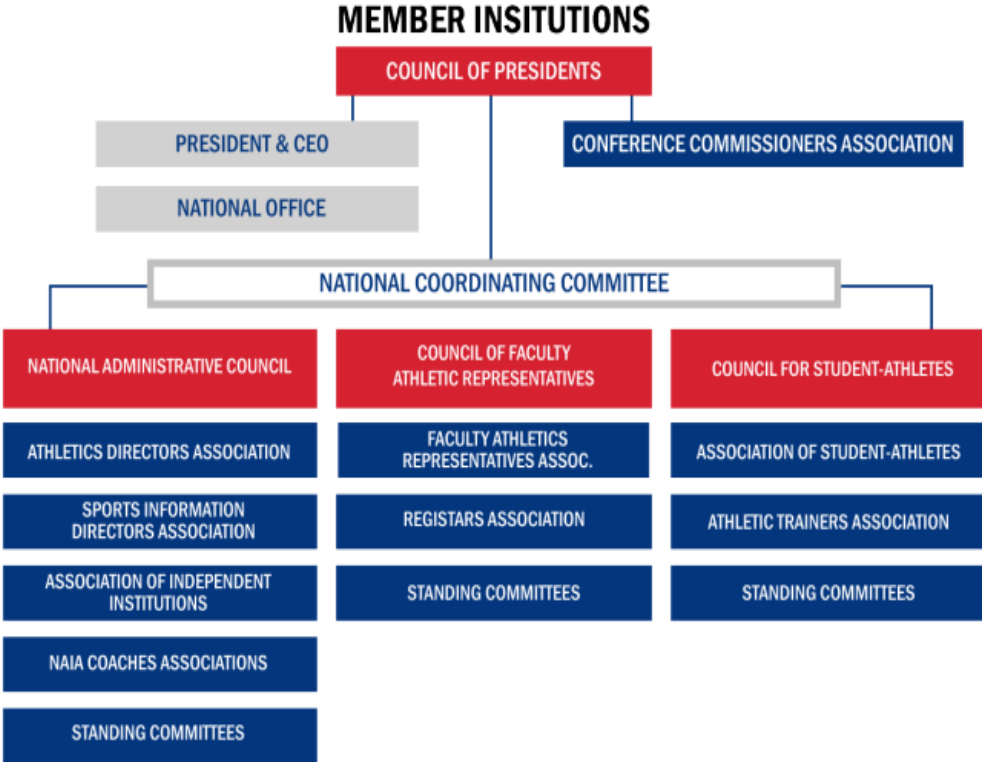 MEMBER INSITUTIONS
COUNCIL OF PRESIDENTS
PRESIDENT & CEO
CONFERENCE COMMISSIONERS ASSOCIATION
NATIONAL OFFICE
NATIONAL COORDINATING COMMITTEE
NATIONAL ADMINISTRATIVE COUNCIL
ATHLETICS DIRECTORS ASSOCIATION
SPORTS INFORMATION
DIRECTORS ASSOCIATION
ASSOCIATION OF INDEPENDENT
INSTITUTIONS
NAIA COACHES ASSOCIATIONS
STANDING COMMITTEES
COUNCIL OF FACULTY
ATHLETIC REPRESENTATIVES
FACULTY ATHLETICS
REPRESENTATIVES ASSOC.
REGISTARS ASSOCIATION
STANDING COMMITTEES
COUNCIL FOR STUDENT-ATHLETES
ASSOCIATION OF STUDENT-ATHLETES
ATHLETIC TRAINERS ASSOCIATION
STANDING COMMITTEES